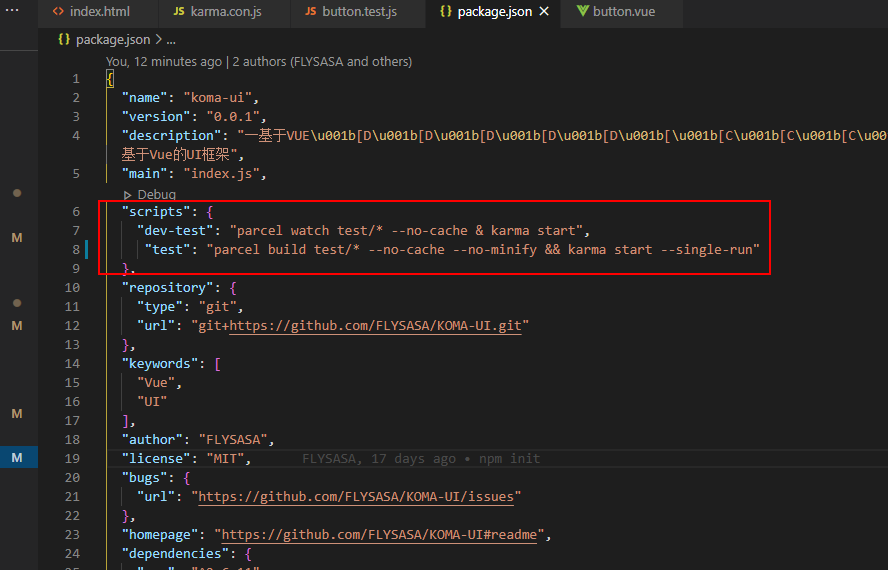 index.html
karma.con.js
button.test.js
package.json
button.vue
package.json > ...
You, 12 minutes ago | 2 authors (FLYSASA and others)
1 {
2 "name": "koma-ui",
3 "version": "0.0.1",
4 "description": "一基于VUE\u001b[D\u001b[D\u001b[D\u001b[D\u001b[D\u001b[\u001b[C\u001b[C\u001b[C\u00
基于Vue的UI框架",
5 "main": "index.js",
Debug
6 "scripts": {
7 "dev-test": "parcel watch test/* --no-cache & karma start",
8 "test": "parcel build test/* --no-cache --no-minify && karma start --single-run"
9 },
10 "repository": {
11 "type": "git",
12 "url": "git+https://github.com/FLYSASA/KOMA-UI.git"
13 },
14 "keywords": [
15 "Vue",
16 "UI"
17 ],
18 "author": "FLYSASA",
19 "license": "MIT", FLYSASA, 17 days ago • npm init
20 "bugs": {
21 "url": "https://github.com/FLYSASA/KOMA-UI/issues"
22 },
23 "homepage": "https://github.com/FLYSASA/KOMA-UI#readme",
24 "dependencies": {
M
M
M
M